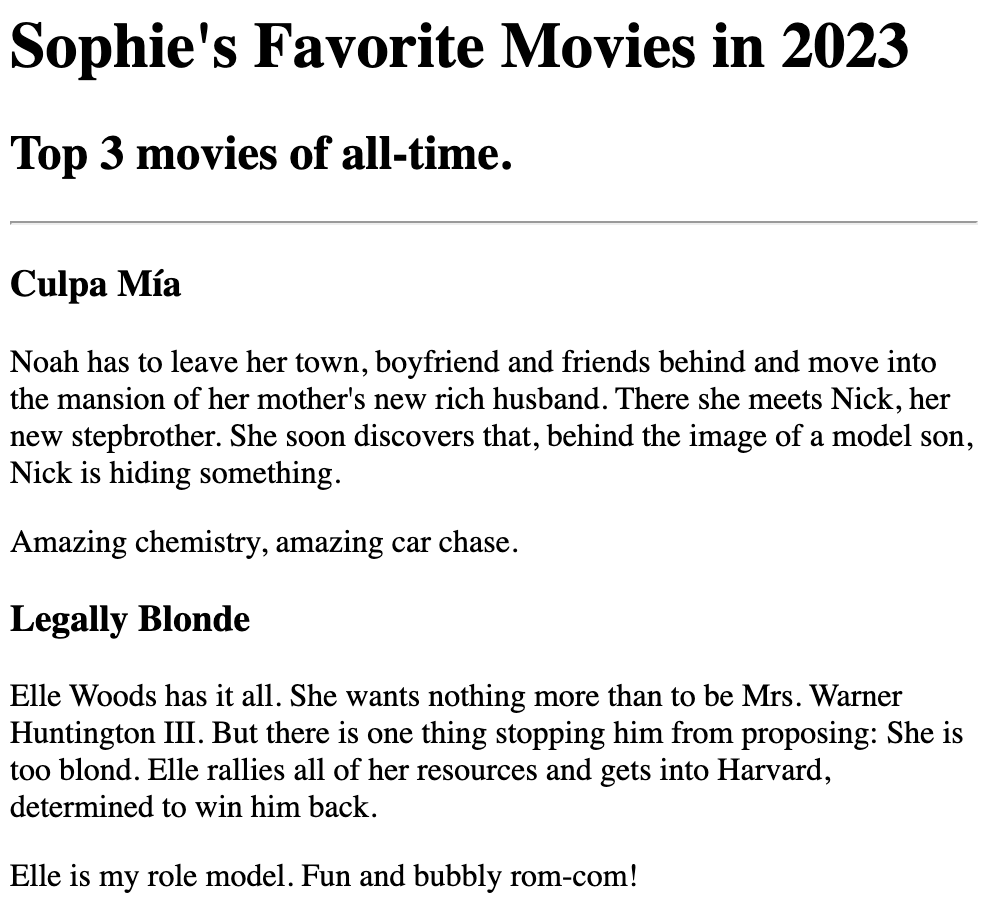 Sophie's Favorite Movies in 2023
Top 3 movies of all-time.
Culpa Mía
Noah has to leave her town, boyfriend and friends behind and move into
the mansion of her mother's new rich husband. There she meets Nick, her
new stepbrother. She soon discovers that, behind the image of a model son,
Nick is hiding something.
Amazing chemistry, amazing car chase.
Legally Blonde
Elle Woods has it all. She wants nothing more than to be Mrs. Warner
Huntington III. But there is one thing stopping him from proposing: She is
too blond. Elle rallies all of her resources and gets into Harvard,
determined to win him back.
Elle is my role model. Fun and bubbly rom-com!